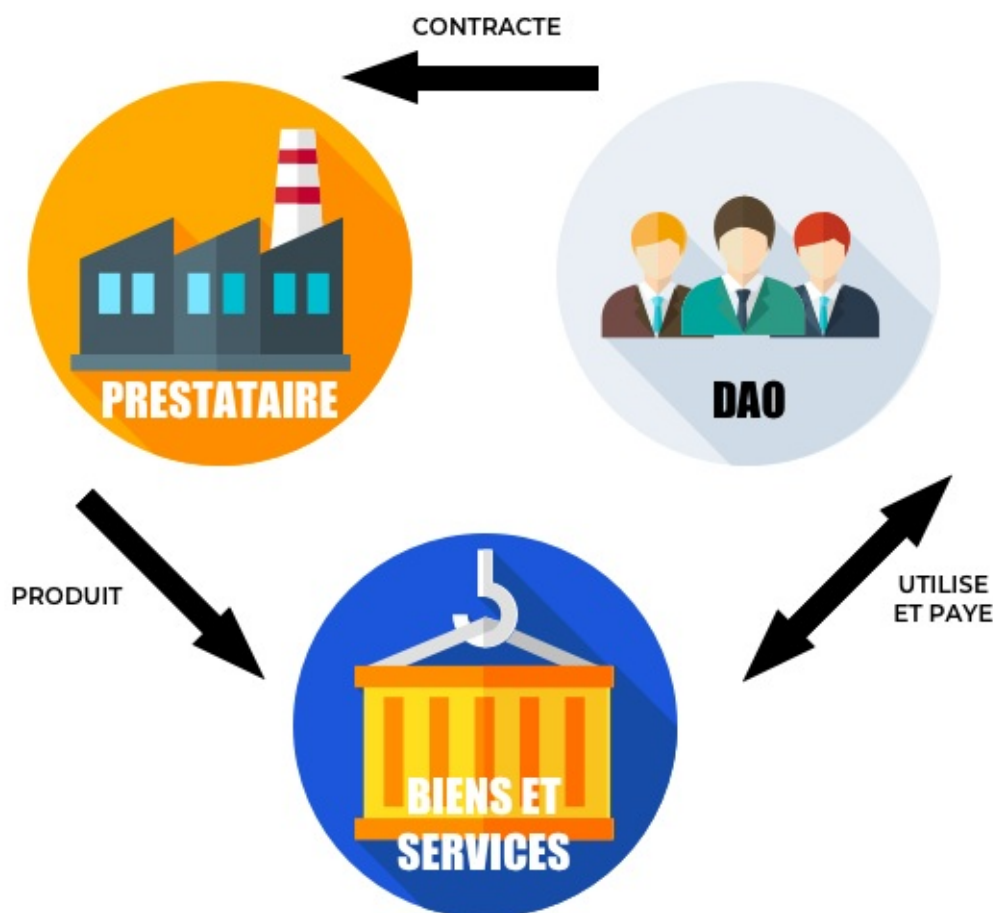 CONTRACTE
PRESTATAIRE
DAO
PRODUIT
UTILISE
ET PAYE
BIENS ET
SERVICES